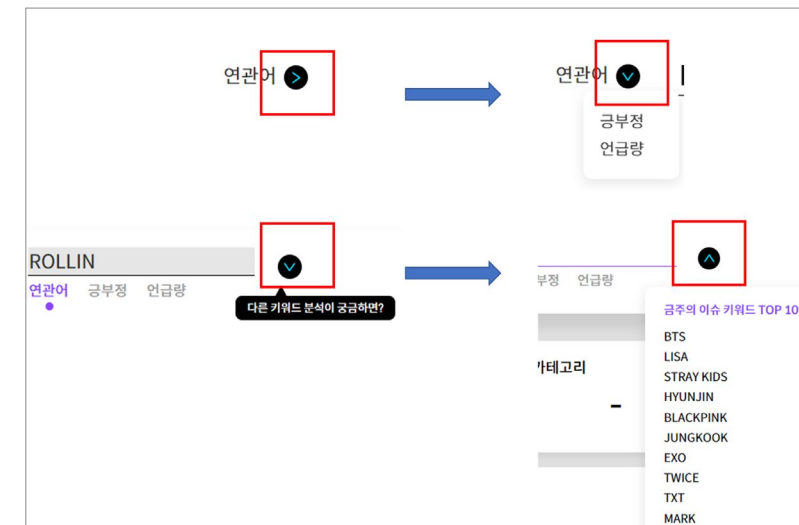 연관어
연관어
긍부정
언급량
ROLLIN
연관어 긍부정 언급량
다른 키워드 분석이 궁금하면?
부정 언급량
카테고리
-
금주의 이슈 키워드 TOP 10
BTS
LISA
STRAY KIDS
HYUNJIN
BLACKPINK
JUNGKOOK
EXO
TWICE
TXT
MARK